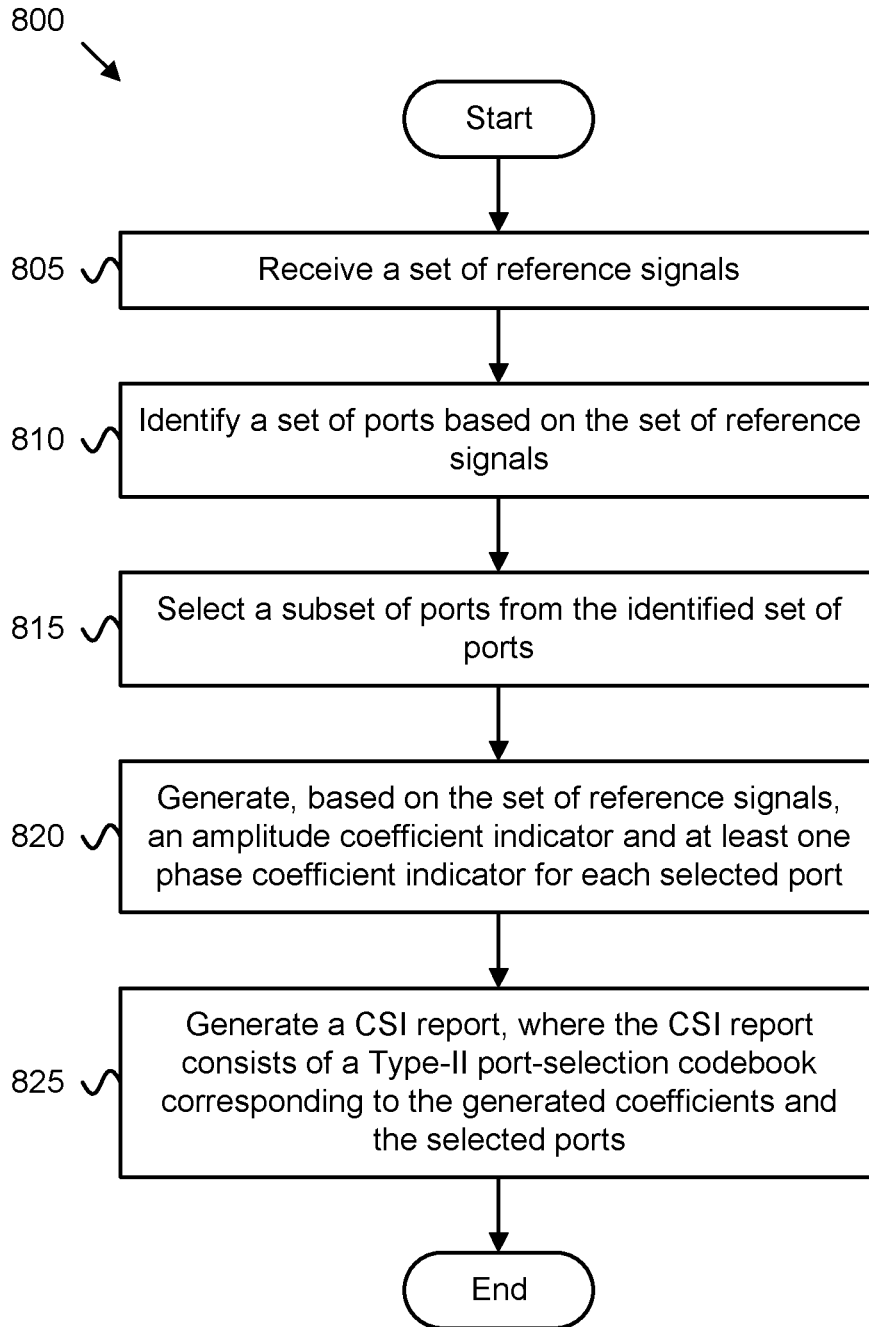 800
Start
805
Receive a set of reference signals
810
Identify a set of ports based on the set of reference
signals
815
Select a subset of ports from the identified set of
ports
820
Generate, based on the set of reference signals,
an amplitude coefficient indicator and at least one
phase coefficient indicator for each selected port
825
Generate a CSI report, where the CSI report
consists of a Type-II port-selection codebook
corresponding to the generated coefficients and
the selected ports
End